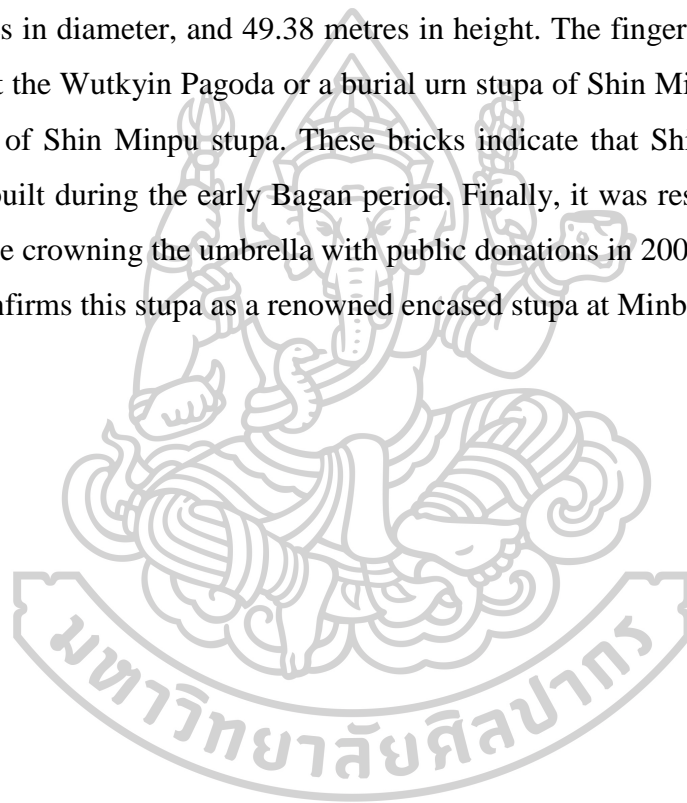 s in diameter, and 49.38 metres in height. The finger
t the Wutkyin Pagoda or a burial urn stupa of Shin Mi
of Shin Minpu stupa. These bricks indicate that Shi
built during the early Bagan period. Finally, it was res
e crowning the umbrella with public donations in 200
nfirms this stupa as a renowned encased stupa at Minb
มหาวิทยาลัยศิลปากร